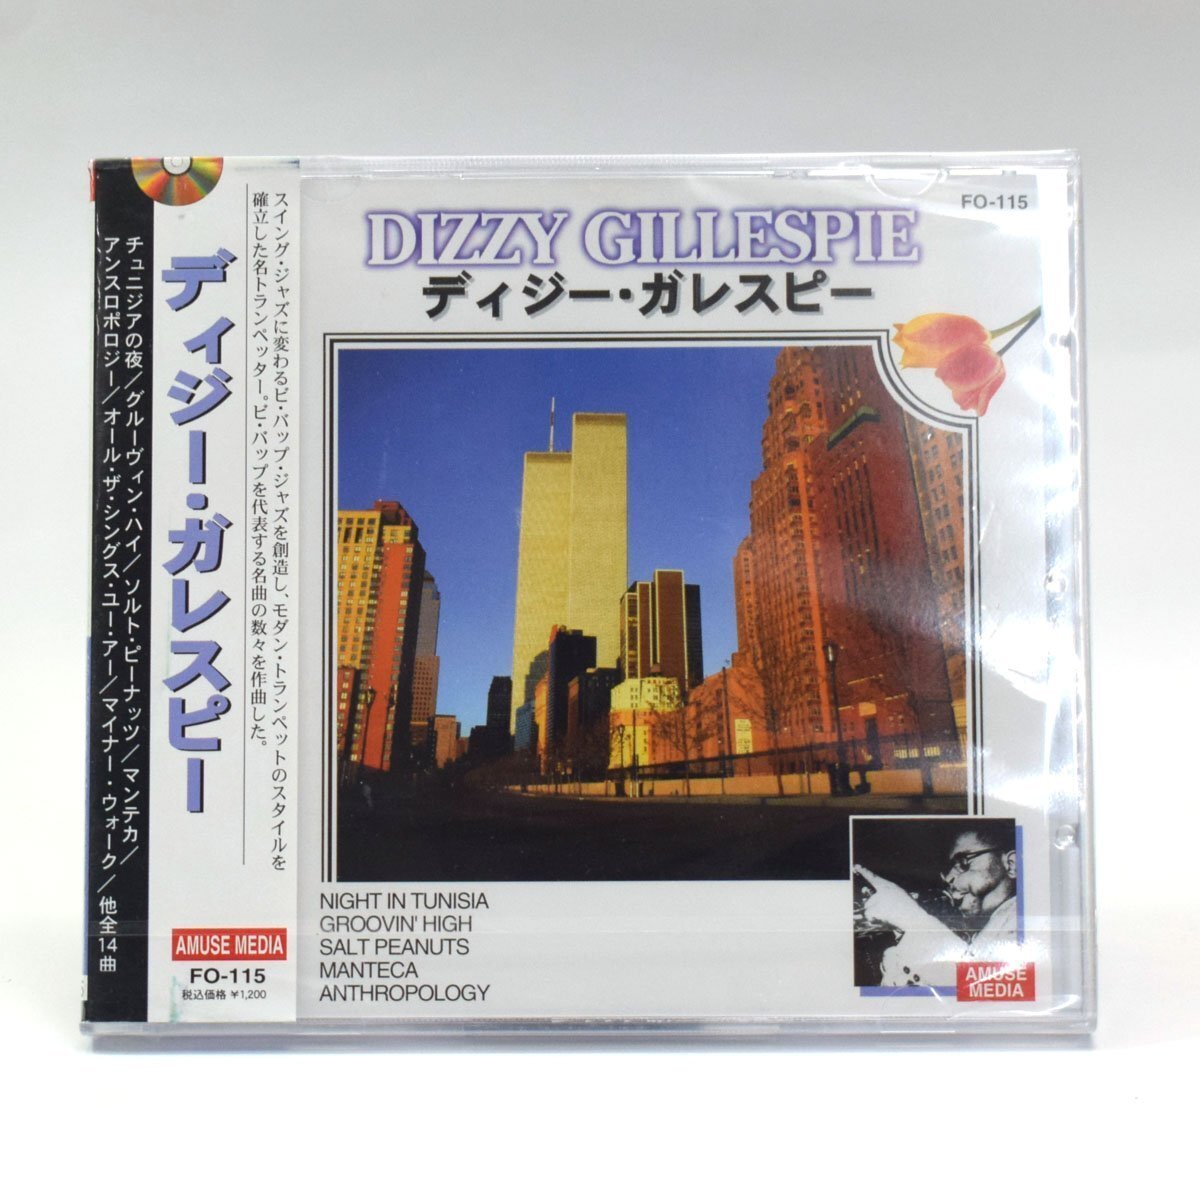 チュニジアの夜/グルーヴィン・ハイ/ソルト・ピーナッツ/マンテカ/
アンスロポロジー/オール・ザ・シングス・ユー・アー/マイナー・ウォーク/他全14曲
ディジー・ガレスピー
スイング・ジャズに変わるビ・バップ・ジャズを創造し、モダン・トランペットのスタイルを
確立した名トランペッター。ビ・バップを代表する名曲の数々を作曲した。
AMUSE MEDIA
FO-115
税込価格 ¥1,200
FO-115
DIZZY GILLESPIE
ディジー・ガレスピー
NIGHT IN TUNISIA
GROOVIN' HIGH
SALT PEANUTS
MANTECA
ANTHROPOLOGY
AMUSE
MEDIA